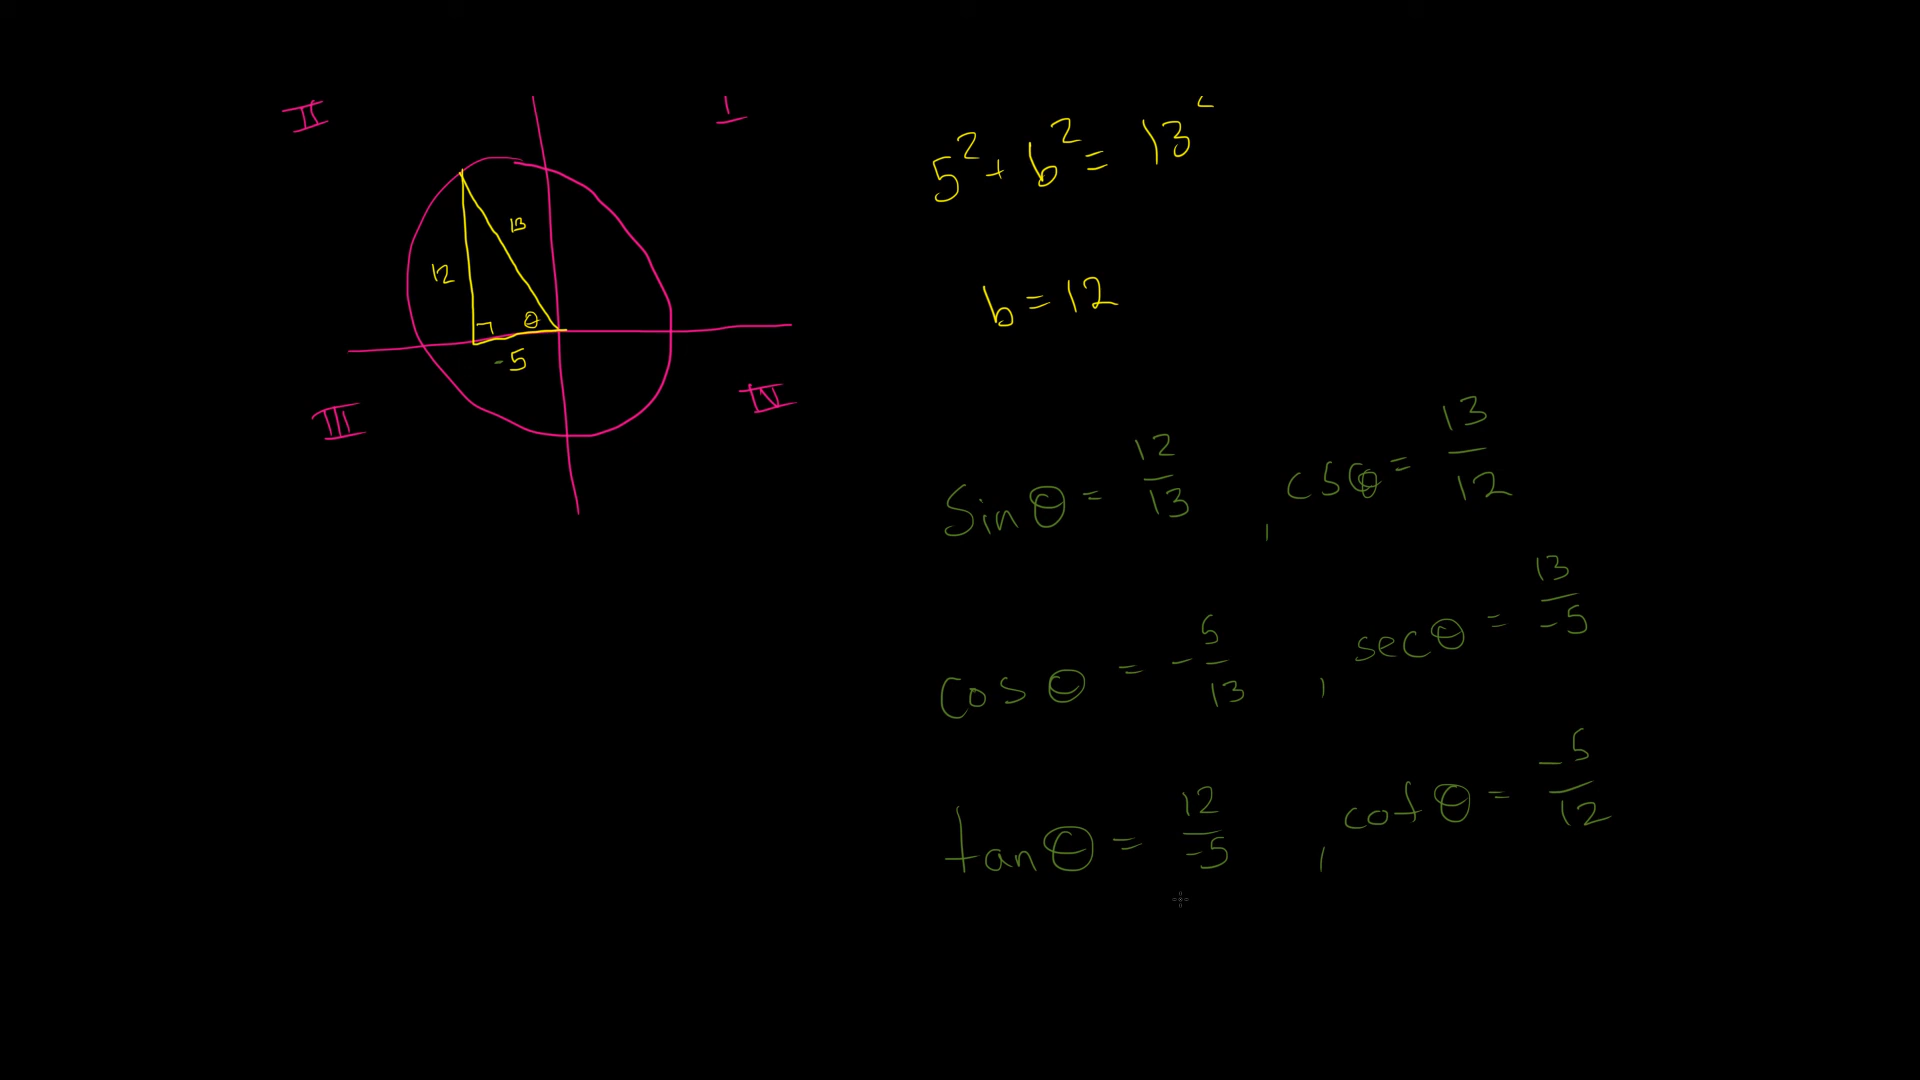 II
I
13
12
θ
-5
III
IV
5² + b² = 13²
b = 12
sin θ = 12/13 , csθ = 13/12
cos θ = -5/13 , sec θ = 13/-5
tan θ = 12/-5 , cot θ = -5/12